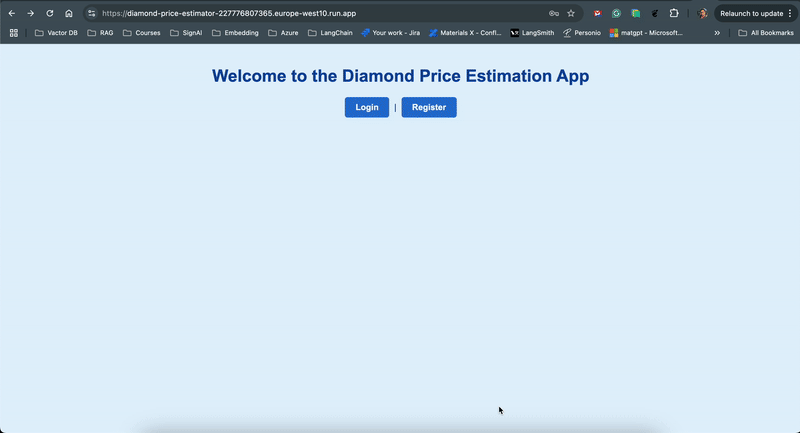 https://diamond-price-estimator-227776807365.europe-west10.run.app
Relaunch to update
Vactor DB RAG Courses SignAI Embedding Azure LangChain Your work - Jira Materials X - Confl... LangSmith Personio matgpt - Microsoft... » All Bookmarks
Welcome to the Diamond Price Estimation App
Login | Register